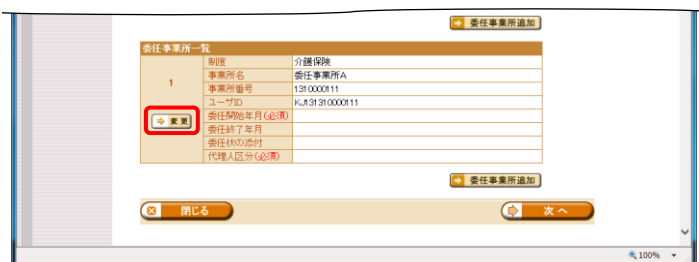 委任事業所追加
委任事業所一覧
1
変更
制度 介護保険
事業所名 委任事業所A
事業所番号 1310000111
ユーザID KJ131310000111
委任開始年月(必須)
委任終了年月
委任状の添付
代理人区分(必須)
委任事業所追加
閉じる 次へ
100%